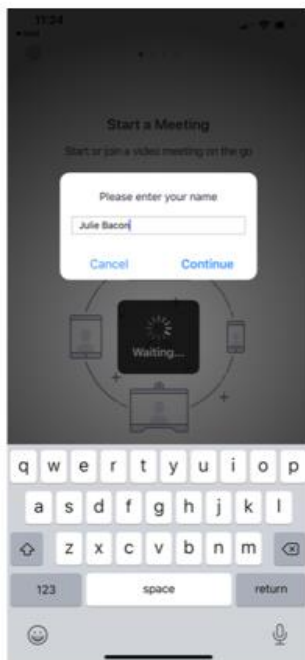 11:24
Start a Meeting
Start or join a video meeting on the go
Please enter your name
Julie Bacon
Cancel Continue
Waiting...
q w e r t y u i o p
a s d f g h j k l
z x c v b n m
123 space return